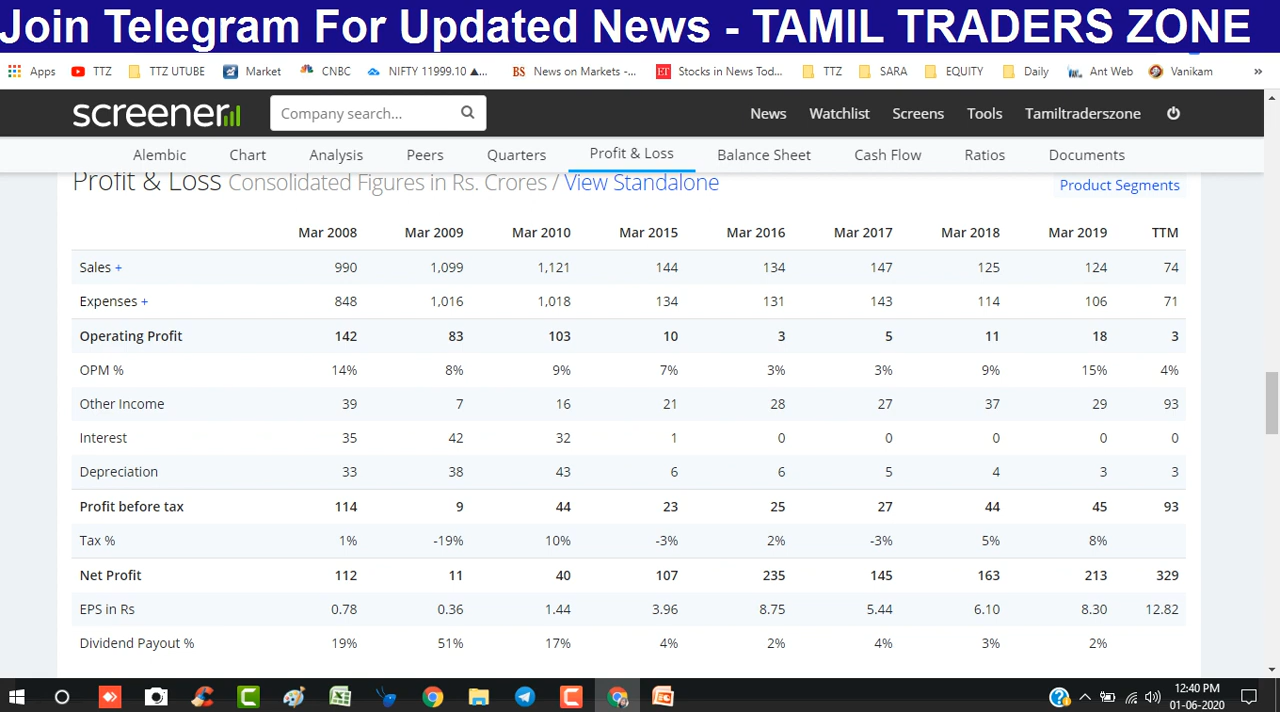 Join Telegram For Updated News - TAMIL TRADERS ZONE
Apps TTZ TTZ UTUBE Market CNBC NIFTY 11999.10 ▲... BS News on Markets -... ET Stocks in News Tod... TTZ SARA EQUITY Daily Ant Web Vanikam »
screener Company search... News Watchlist Screens Tools Tamiltraderszone
Alembic Chart Analysis Peers Quarters Profit & Loss Balance Sheet Cash Flow Ratios Documents
Profit & Loss Consolidated Figures in Rs. Crores / View Standalone Product Segments
Mar 2008 Mar 2009 Mar 2010 Mar 2015 Mar 2016 Mar 2017 Mar 2018 Mar 2019 TTM
Sales + 990 1,099 1,121 144 134 147 125 124 74
Expenses + 848 1,016 1,018 134 131 143 114 106 71
Operating Profit 142 83 103 10 3 5 11 18 3
OPM % 14% 8% 9% 7% 3% 3% 9% 15% 4%
Other Income 39 7 16 21 28 27 37 29 93
Interest 35 42 32 1 0 0 0 0 0
Depreciation 33 38 43 6 6 5 4 3 3
Profit before tax 114 9 44 23 25 27 44 45 93
Tax % 1% -19% 10% -3% 2% -3% 5% 8%
Net Profit 112 11 40 107 235 145 163 213 329
EPS in Rs 0.78 0.36 1.44 3.96 8.75 5.44 6.10 8.30 12.82
Dividend Payout % 19% 51% 17% 4% 2% 4% 3% 2%
12:40 PM
01-06-2020